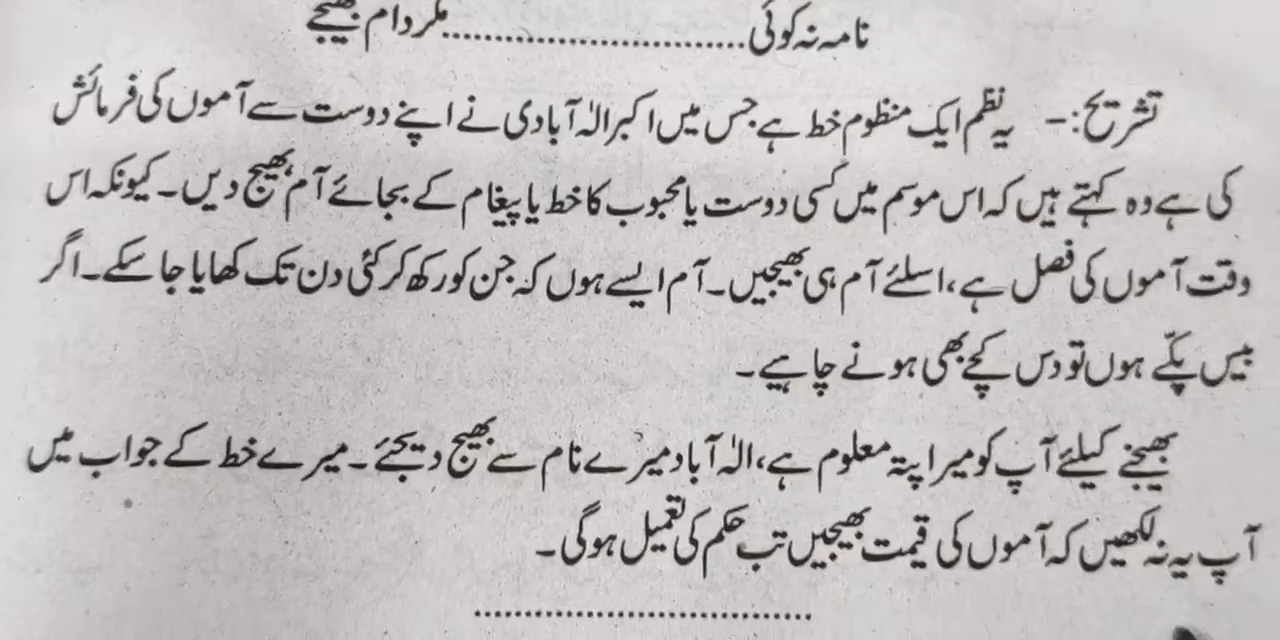 نامہ نہ کوئی..............................مگر دام بھیجے
تشریح:- یہ نظم ایک منظوم خط ہے جس میں اکبر الٰہ آبادی نے اپنے دوست سے آموں کی فرمائش
کی ہے وہ کہتے ہیں کہ اس موسم میں کسی دوست یا محبوب کا خط یا پیغام کے بجائے آم بھیج دیں۔ کیونکہ اس
وقت آموں کی فصل ہے، اسلئے آم ہی بھیجیں۔ آم ایسے ہوں کہ جن کو رکھ کر کئی دن تک کھایا جا سکے۔ اگر
بیس پکّے ہوں تو دس کچے بھی ہونے چاہیے۔
بھیجنے کیلئے آپ کو میرا پتہ معلوم ہے، الٰہ آباد میرے نام سے بھیج دیجئے۔ میرے خط کے جواب میں
آپ یہ نہ لکھیں کہ آموں کی قیمت بھیجیں تب حکم کی تعمیل ہوگی۔
..................................